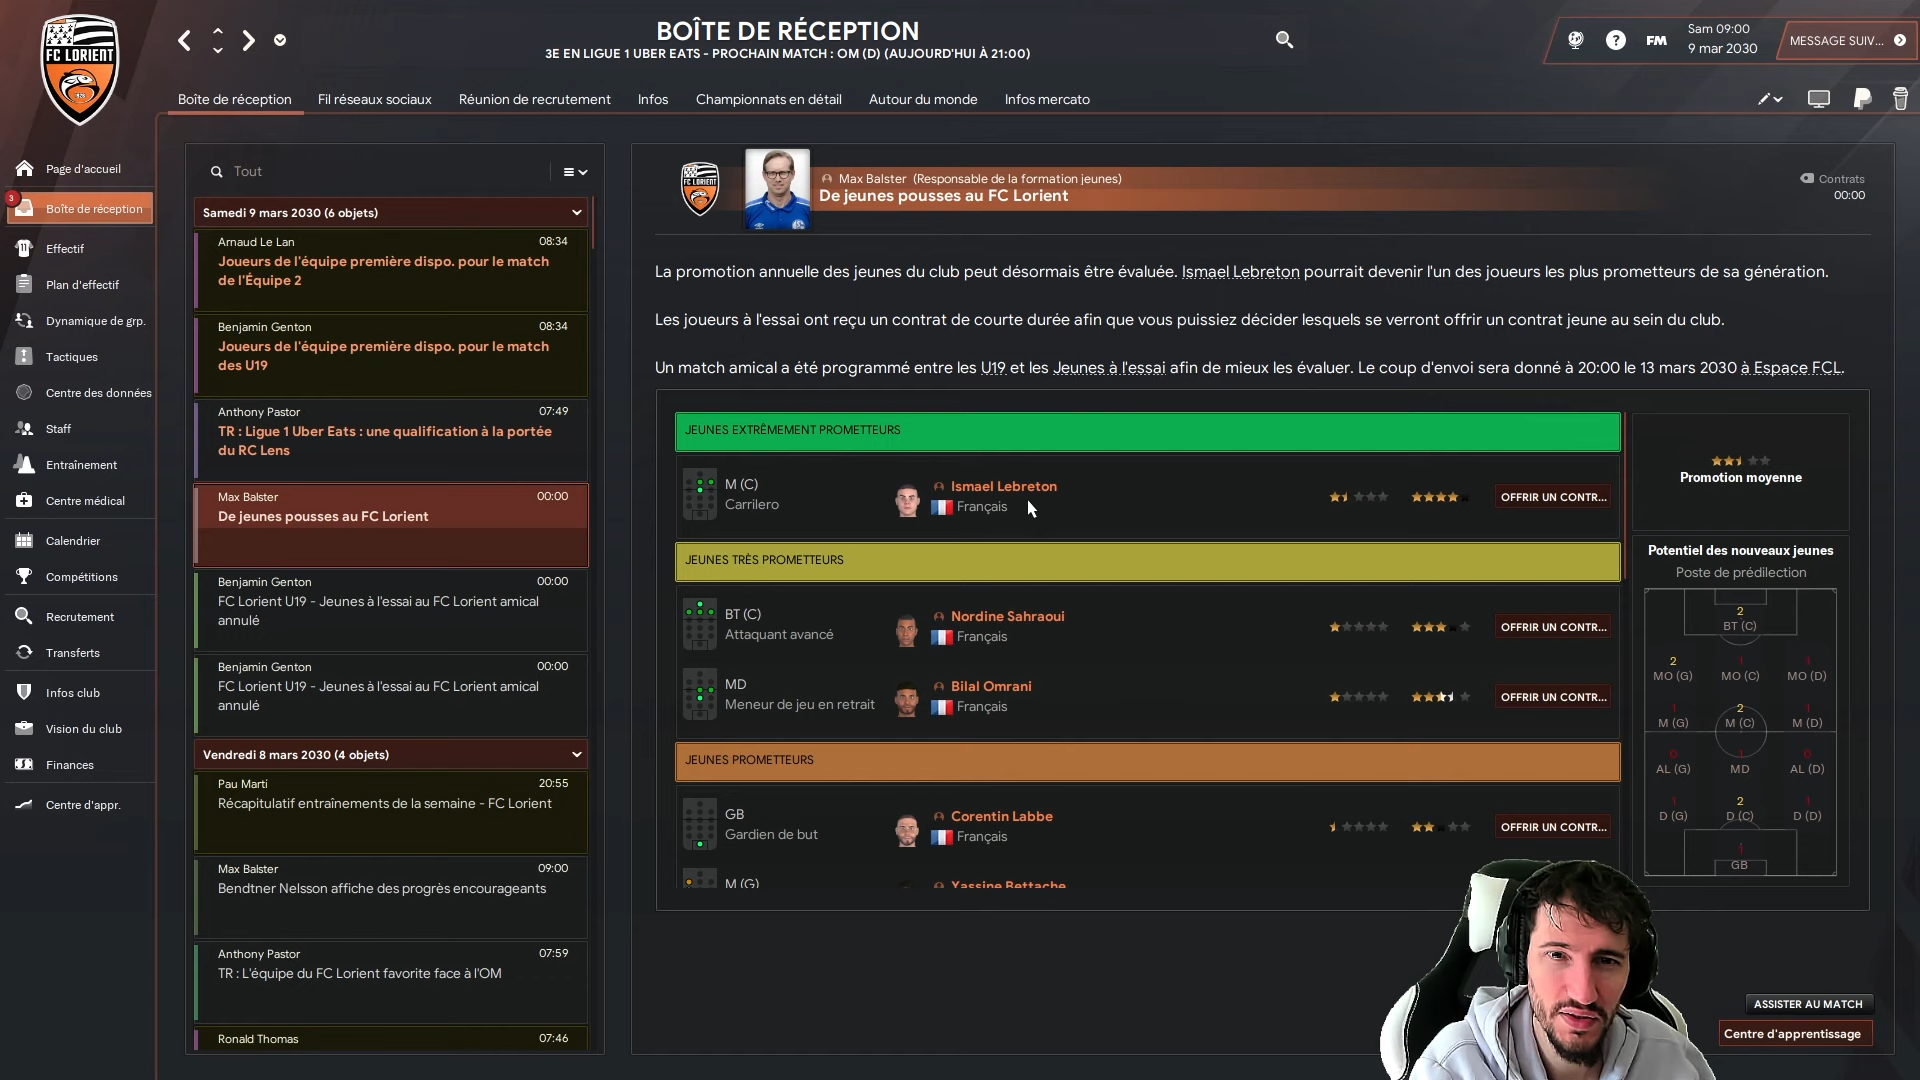 FC LORIENT
BOÎTE DE RÉCEPTION
3E EN LIGUE 1 UBER EATS - PROCHAIN MATCH : OM (D) (AUJOURD'HUI À 21:00)
FM
Sam 09:00
9 mar 2030
MESSAGE SUIV...
Boîte de réception
Fil réseaux sociaux
Réunion de recrutement
Infos
Championnats en détail
Autour du monde
Infos mercato
Page d'accueil
3
Boîte de réception
Effectif
Plan d'effectif
Dynamique de grp.
Tactiques
Centre des données
Staff
Entraînement
Centre médical
Calendrier
Compétitions
Recrutement
Transferts
Infos club
Vision du club
Finances
Centre d'appr.
Tout
Samedi 9 mars 2030 (6 objets)
Arnaud Le Lan 08:34
Joueurs de l'équipe première dispo. pour le match
de l'Équipe 2
Benjamin Genton 08:34
Joueurs de l'équipe première dispo. pour le match
des U19
Anthony Pastor 07:49
TR : Ligue 1 Uber Eats : une qualification à la portée
du RC Lens
Max Balster 00:00
De jeunes pousses au FC Lorient
Benjamin Genton 00:00
FC Lorient U19 - Jeunes à l'essai au FC Lorient amical
annulé
Benjamin Genton 00:00
FC Lorient U19 - Jeunes à l'essai au FC Lorient amical
annulé
Vendredi 8 mars 2030 (4 objets)
Pau Martí 20:55
Récapitulatif entraînements de la semaine - FC Lorient
Max Balster 09:00
Bendtner Nelsson affiche des progrès encourageants
Anthony Pastor 07:59
TR : L'équipe du FC Lorient favorite face à l'OM
Ronald Thomas 07:46
FC LORIENT
Max Balster (Responsable de la formation jeunes)
De jeunes pousses au FC Lorient
Contrats
00:00
La promotion annuelle des jeunes du club peut désormais être évaluée. Ismael Lebreton pourrait devenir l'un des joueurs les plus prometteurs de sa génération.
Les joueurs à l'essai ont reçu un contrat de courte durée afin que vous puissiez décider lesquels se verront offrir un contrat jeune au sein du club.
Un match amical a été programmé entre les U19 et les Jeunes à l'essai afin de mieux les évaluer. Le coup d'envoi sera donné à 20:00 le 13 mars 2030 à Espace FCL.
JEUNES EXTRÊMEMENT PROMETTEURS
M (C)
Carrilero
Ismael Lebreton
Français
OFFRIR UN CONTR...
JEUNES TRÈS PROMETTEURS
BT (C)
Attaquant avancé
Nordine Sahraoui
Français
OFFRIR UN CONTR...
MD
Meneur de jeu en retrait
Bilal Omrani
Français
OFFRIR UN CONTR...
JEUNES PROMETTEURS
GB
Gardien de but
Corentin Labbe
Français
OFFRIR UN CONTR...
M (G)
Yassine Bettache
Promotion moyenne
Potentiel des nouveaux jeunes
Poste de prédilection
2
BT (C)
2 1 1
MO (G) MO (C) MO (D)
1 2 1
M (G) M (C) M (D)
0 1 0
AL (G) MD AL (D)
1 2 1
D (G) D (C) D (D)
1
GB
ASSISTER AU MATCH
Centre d'apprentissage